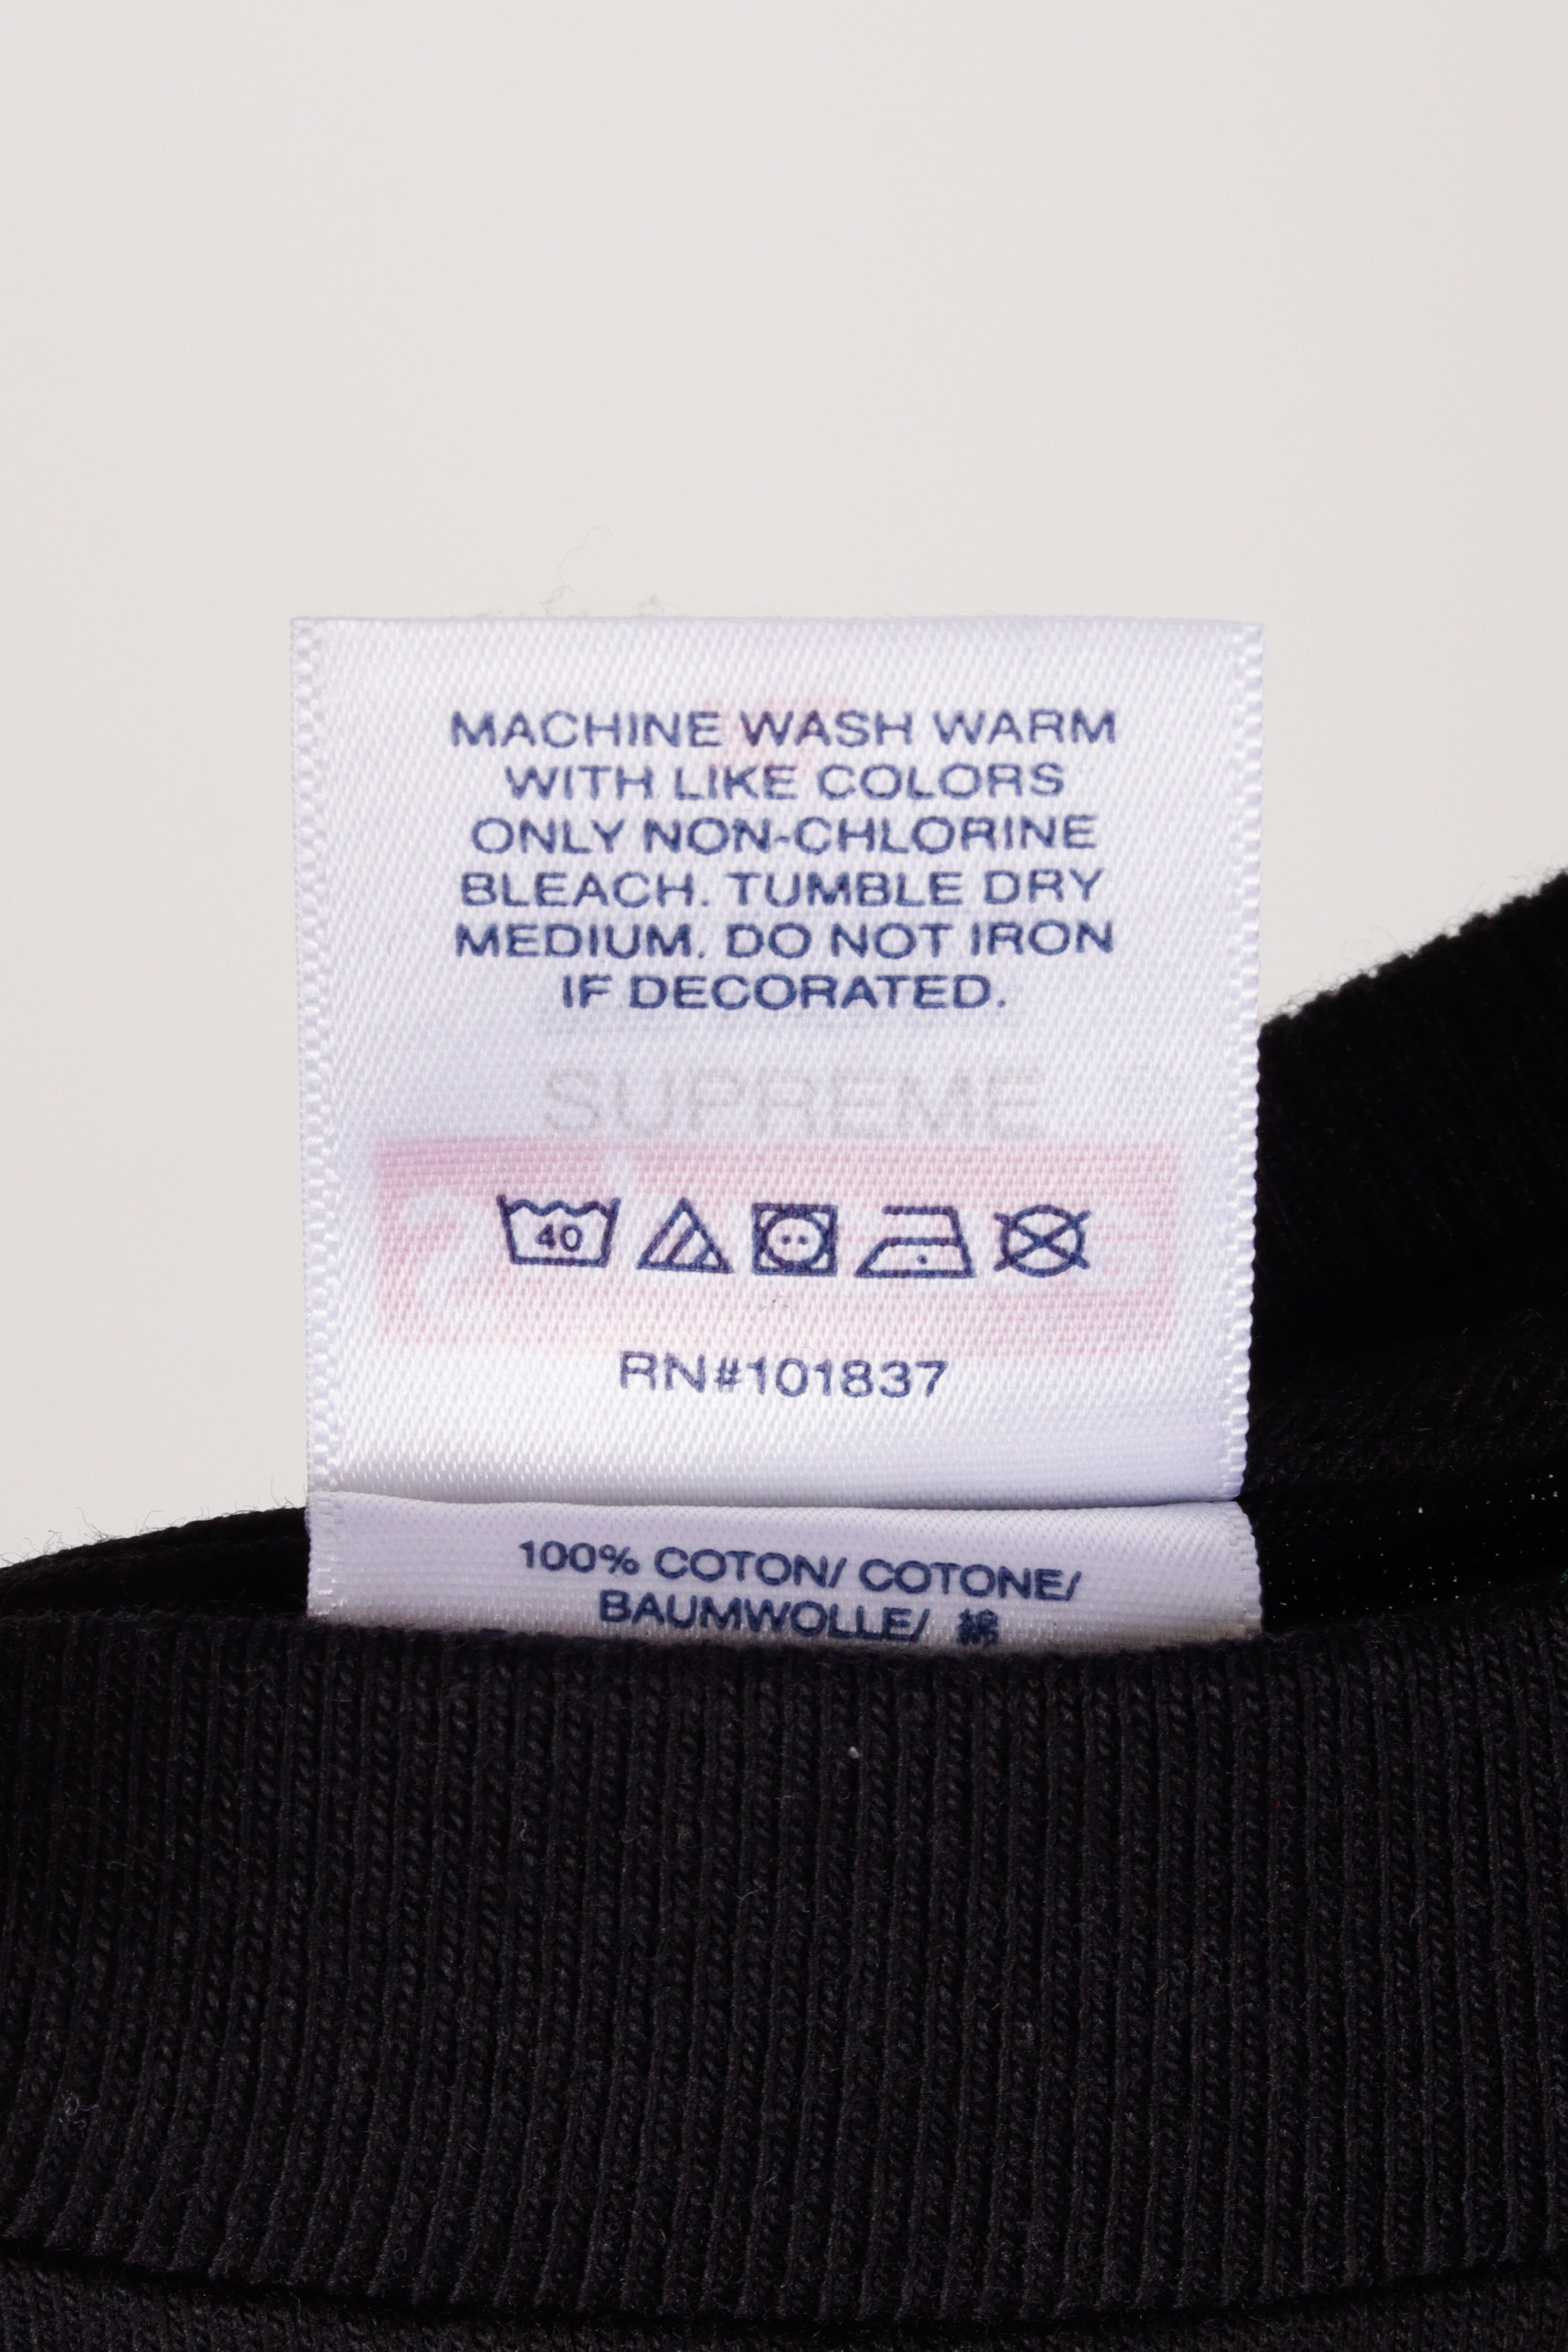 MACHINE WASH WARM
WITH LIKE COLORS
ONLY NON-CHLORINE
BLEACH. TUMBLE DRY
MEDIUM. DO NOT IRON
IF DECORATED.
SUPREME
40
RN#101837
100% COTON/ COTONE/
BAUMWOLLE/ 綿